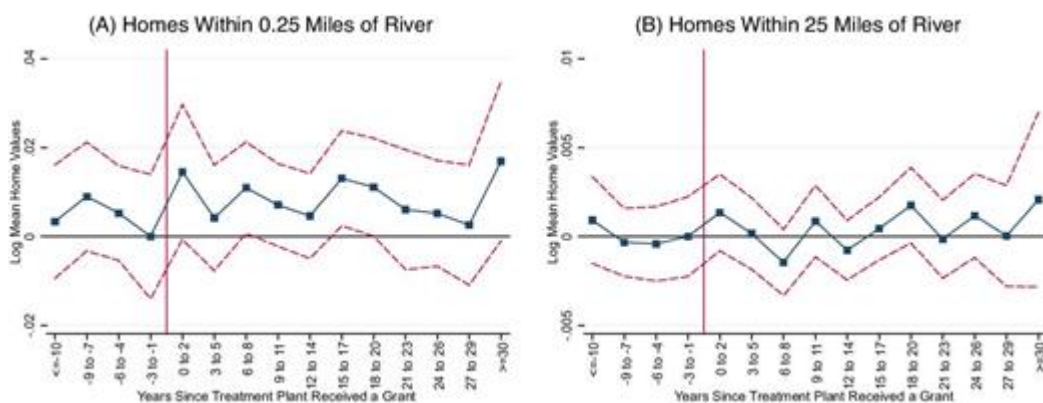 (A) Homes Within 0.25 Miles of River
Log Mean Home Values
.04
.02
0
-.02
<=-10
-9 to -7
-6 to -4
-3 to -1
0 to 2
3 to 5
6 to 8
9 to 11
12 to 14
15 to 17
18 to 20
21 to 23
24 to 26
27 to 29
>=30
Years Since Treatment Plant Received a Grant
(B) Homes Within 25 Miles of River
Log Mean Home Values
.01
.005
0
-.005
<=-10
-9 to -7
-6 to -4
-3 to -1
0 to 2
3 to 5
6 to 8
9 to 11
12 to 14
15 to 17
18 to 20
21 to 23
24 to 26
27 to 29
>=30
Years Since Treatment Plant Received a Grant